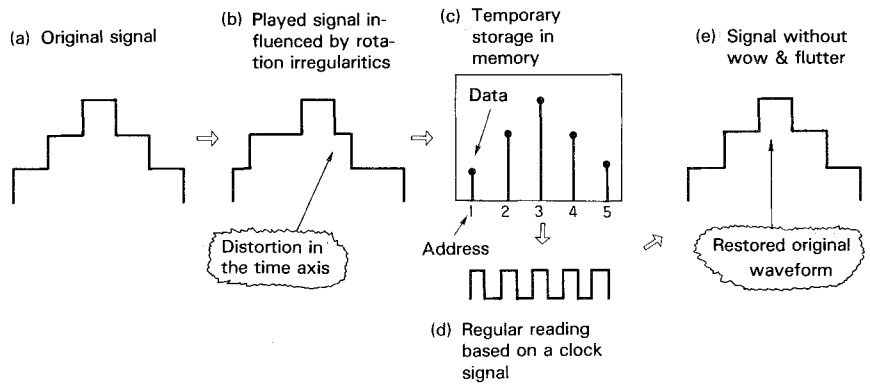 (a) Original signal
(b) Played signal in-
fluenced by rota-
tion irregularitics
(c) Temporary
storage in
memory
(e) Signal without
wow & flutter
Data
1 2 3 4 5
Address
Distortion in
the time axis
Restored original
waveform
(d) Regular reading
based on a clock
signal